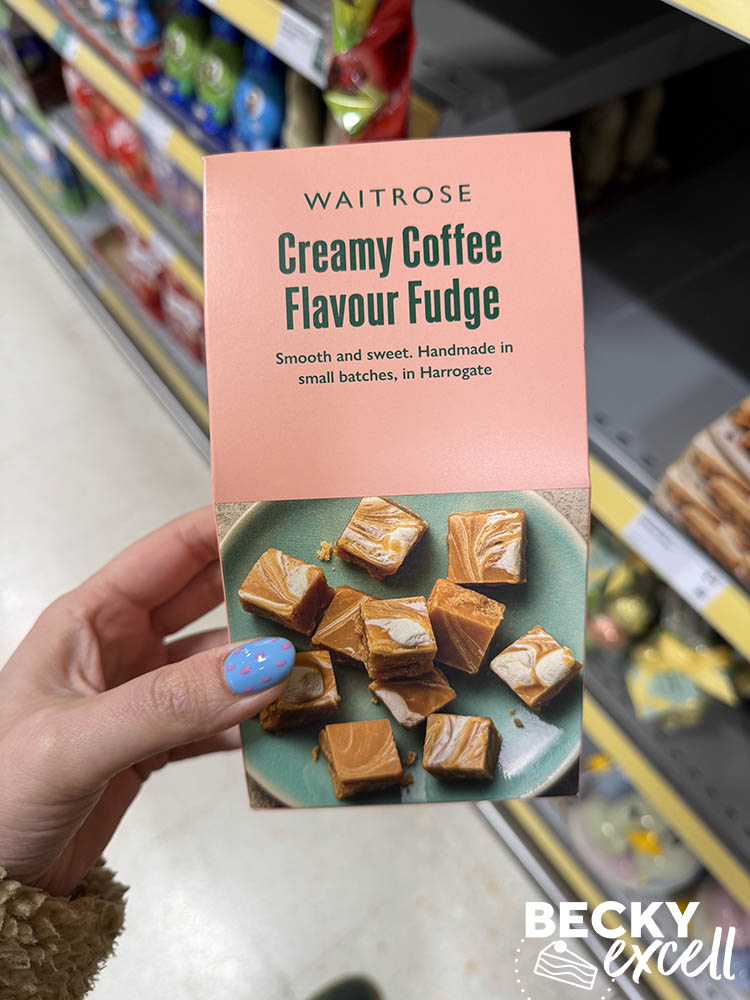 WAITROSE
Creamy Coffee
Flavour Fudge
Smooth and sweet. Handmade in
small batches, in Harrogate
BECKY
excell